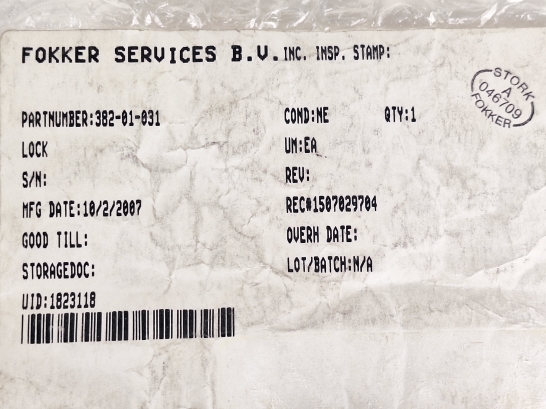 FOKKER SERVICES B.V. INC. INSP. STAMP:
STORK
A
046709
FOKKER
PARTNUMBER:382-01-031 COND:NE QTY:1
LOCK UM:EA
S/N: REV:
MFG DATE:10/2/2007 REC#1507029704
GOOD TILL: OVERH DATE:
STORAGEDOC: LOT/BATCH:N/A
UID:1823118